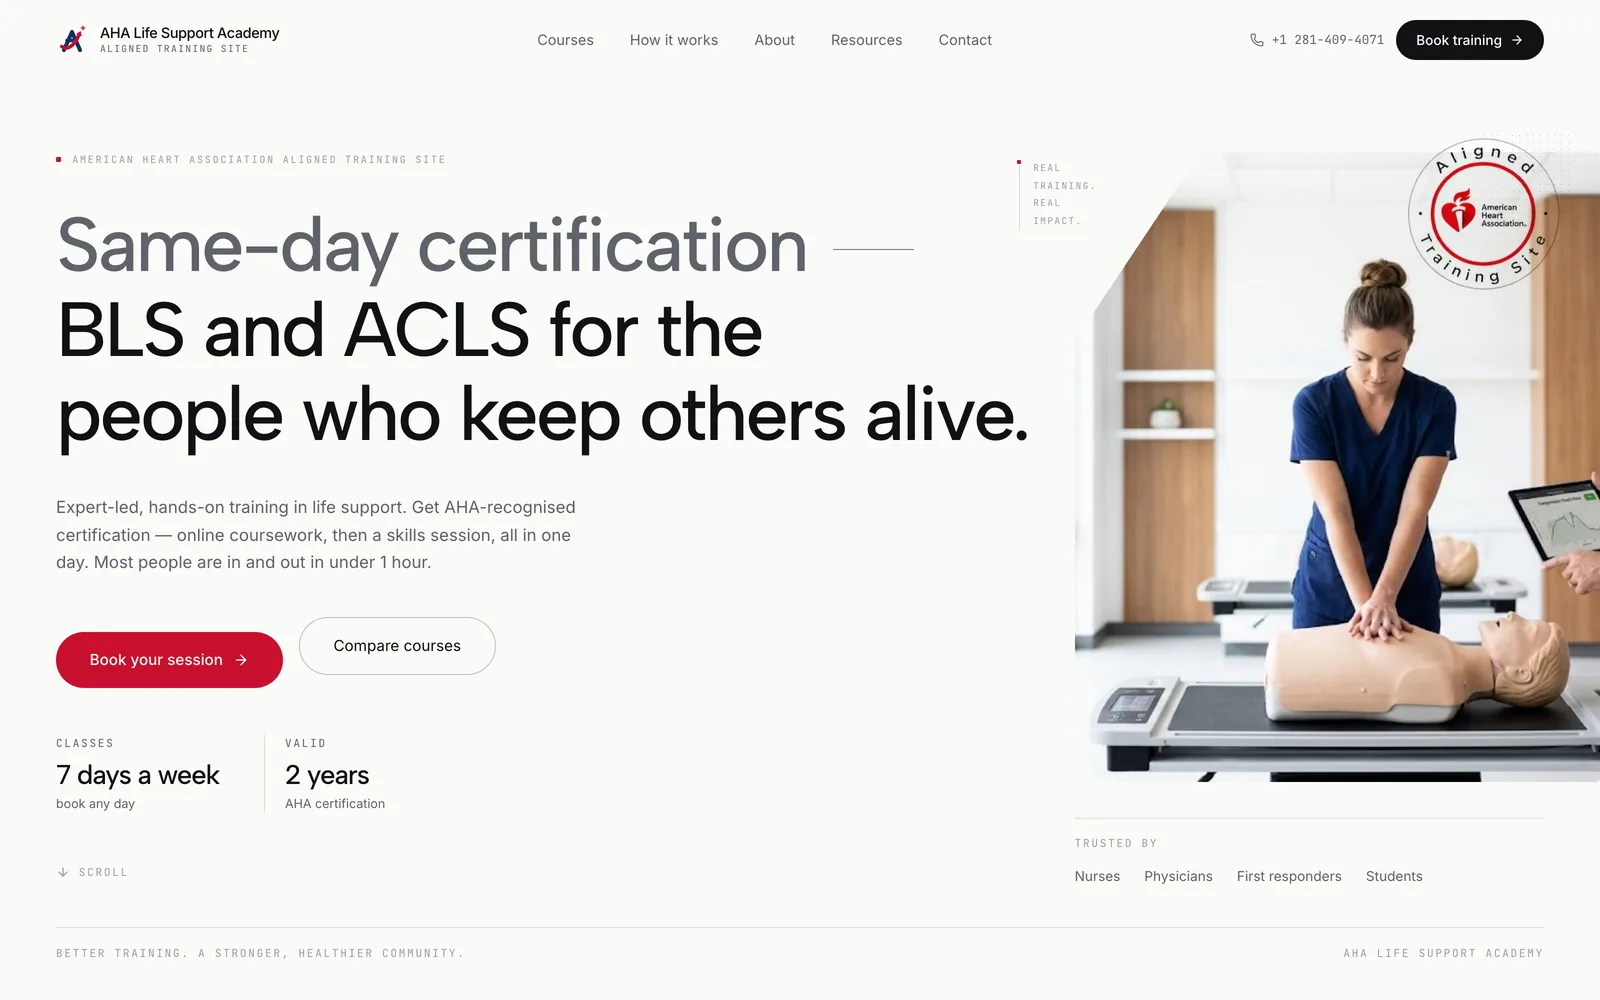 AHA Life Support Academy
ALIGNED TRAINING SITE
Courses
How it works
About
Resources
Contact
+1 281-409-4071
Book training
AMERICAN HEART ASSOCIATION ALIGNED TRAINING SITE
Same-day certification
BLS and ACLS for the
people who keep others alive.
REAL
TRAINING.
REAL
IMPACT.
Aligned
American
Heart
Association.
Training Site
Expert-led, hands-on training in life support. Get AHA-recognised
certification — online coursework, then a skills session, all in one
day. Most people are in and out in under 1 hour.
Book your session
Compare courses
CLASSES
7 days a week
book any day
VALID
2 years
AHA certification
SCROLL
TRUSTED BY
Nurses
Physicians
First responders
Students
BETTER TRAINING. A STRONGER, HEALTHIER COMMUNITY.
AHA LIFE SUPPORT ACADEMY